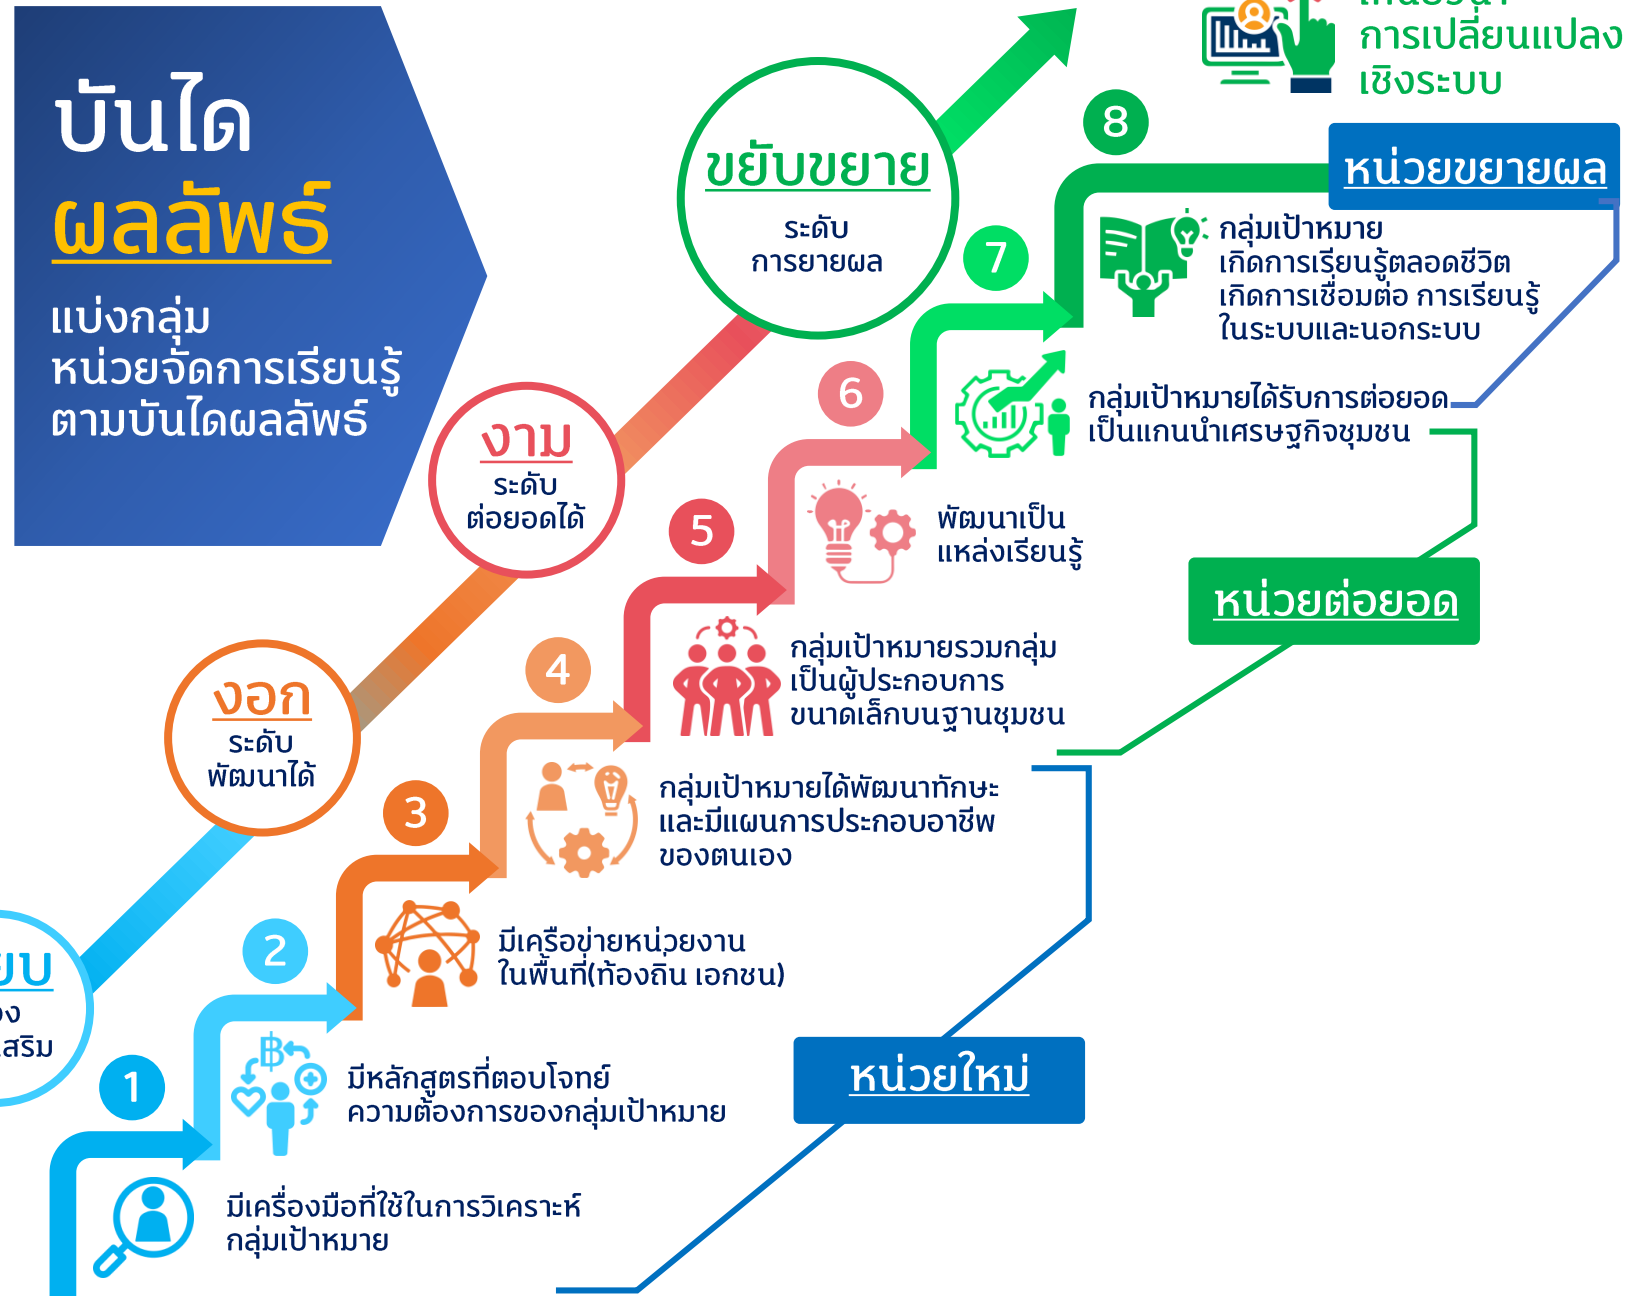 บันได
ผลลัพธ์
แบ่งกลุ่ม
หน่วยจัดการเรียนรู้
ตามบันไดผลลัพธ์
การเปลี่ยนแปลง
เชิงระบบ
8
หน่วยขยายผล
กลุ่มเป้าหมาย
เกิดการเรียนรู้ตลอดชีวิต
เกิดการเชื่อมต่อ การเรียนรู้
ในระบบและนอกระบบ
ขยับขยาย
ระดับ
การยายผล
7
กลุ่มเป้าหมายได้รับการต่อยอด
เป็นแกนนำเศรษฐกิจชุมชน
6
พัฒนาเป็น
แหล่งเรียนรู้
หน่วยต่อยอด
งาม
ระดับ
ต่อยอดได้
5
กลุ่มเป้าหมายรวมกลุ่ม
เป็นผู้ประกอบการ
ขนาดเล็กบนฐานชุมชน
4
กลุ่มเป้าหมายได้พัฒนาทักษะ
และมีแผนการประกอบอาชีพ
ของตนเอง
งอก
ระดับ
พัฒนาได้
3
มีเครือข่ายหน่วยงาน
ในพื้นที่(ท้องถิ่น เอกชน)
2
มีหลักสูตรที่ตอบโจทย์
ความต้องการของกลุ่มเป้าหมาย
หน่วยใหม่
1
มีเครื่องมือที่ใช้ในการวิเคราะห์
กลุ่มเป้าหมาย